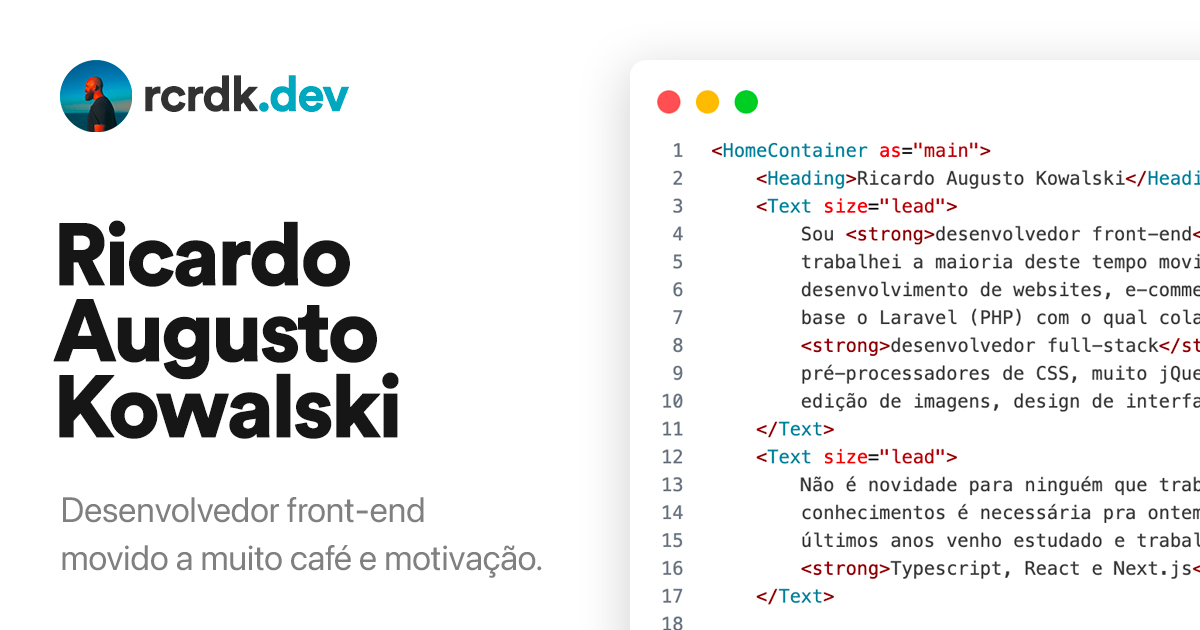 rcrdk.dev
Ricardo
Augusto
Kowalski
Desenvolvedor front-end
movido a muito café e motivação.
1 <HomeContainer as="main">
2 <Heading>Ricardo Augusto Kowalski</Headi
3 <Text size="lead">
4 Sou <strong>desenvolvedor front-end<
5 trabalhei a maioria deste tempo movi
6 desenvolvimento de websites, e-comme
7 base o Laravel (PHP) com o qual cola
8 <strong>desenvolvedor full-stack</st
9 pré-processadores de CSS, muito jQue
10 edição de imagens, design de interfa
11 </Text>
12 <Text size="lead">
13 Não é novidade para ninguém que trab
14 conhecimentos é necessária pra ontem
15 últimos anos venho estudado e trabal
16 <strong>Typescript, React e Next.js<
17 </Text>
18